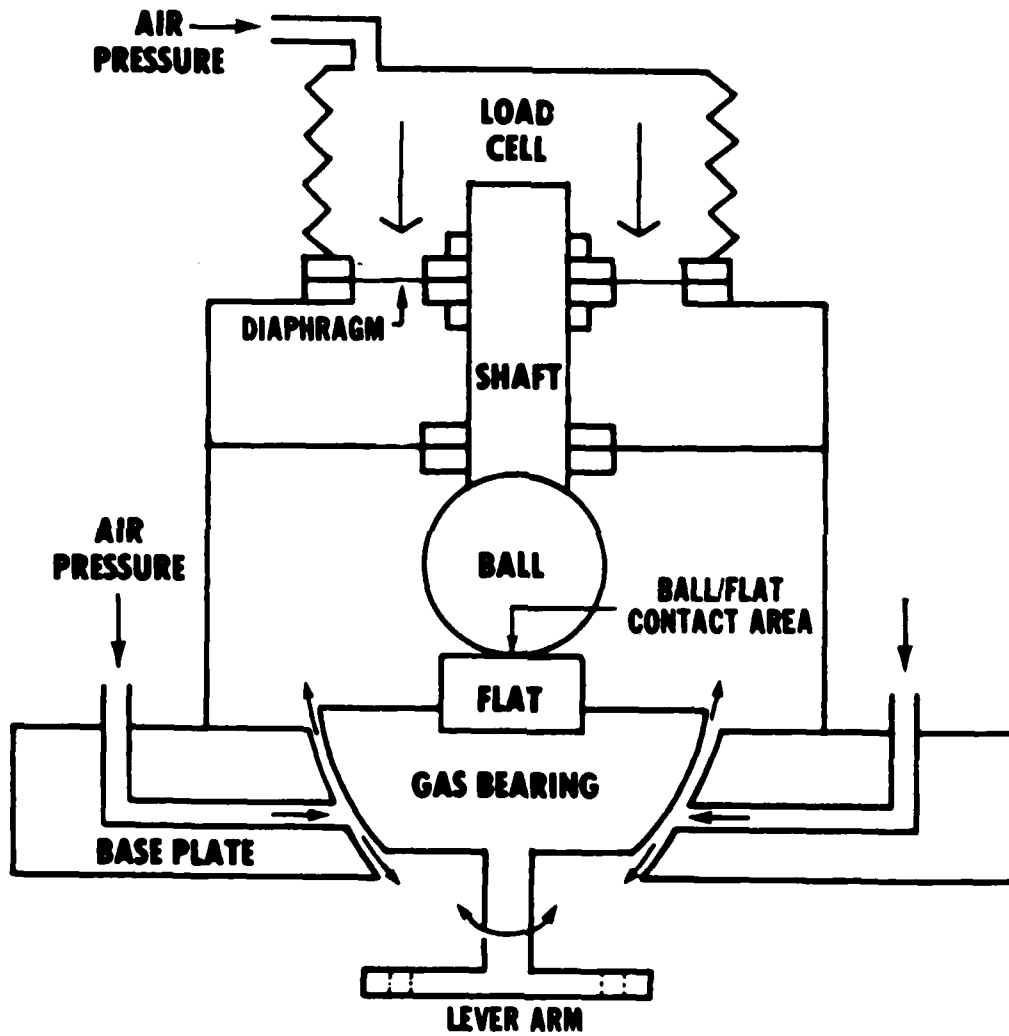 AIR
PRESSURE
LOAD
CELL
DIAPHRAGM
SHAFT
AIR
PRESSURE
BALL
BALL/FLAT
CONTACT AREA
FLAT
GAS BEARING
BASE PLATE
LEVER ARM